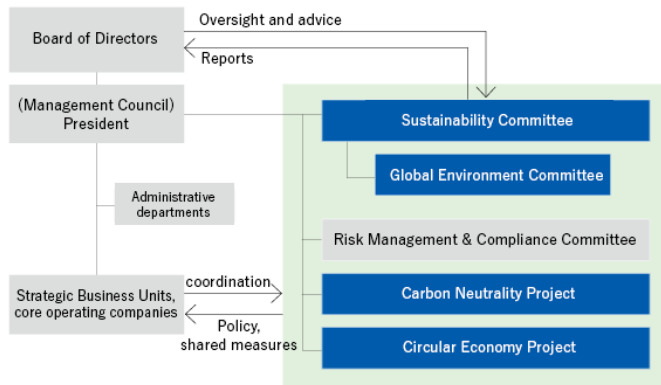 Board of Directors
Oversight and advice
Reports
(Management Council)
President
Sustainability Committee
Global Environment Committee
Administrative
departments
Risk Management & Compliance Committee
Strategic Business Units,
core operating companies
coordination
Policy,
shared measures
Carbon Neutrality Project
Circular Economy Project